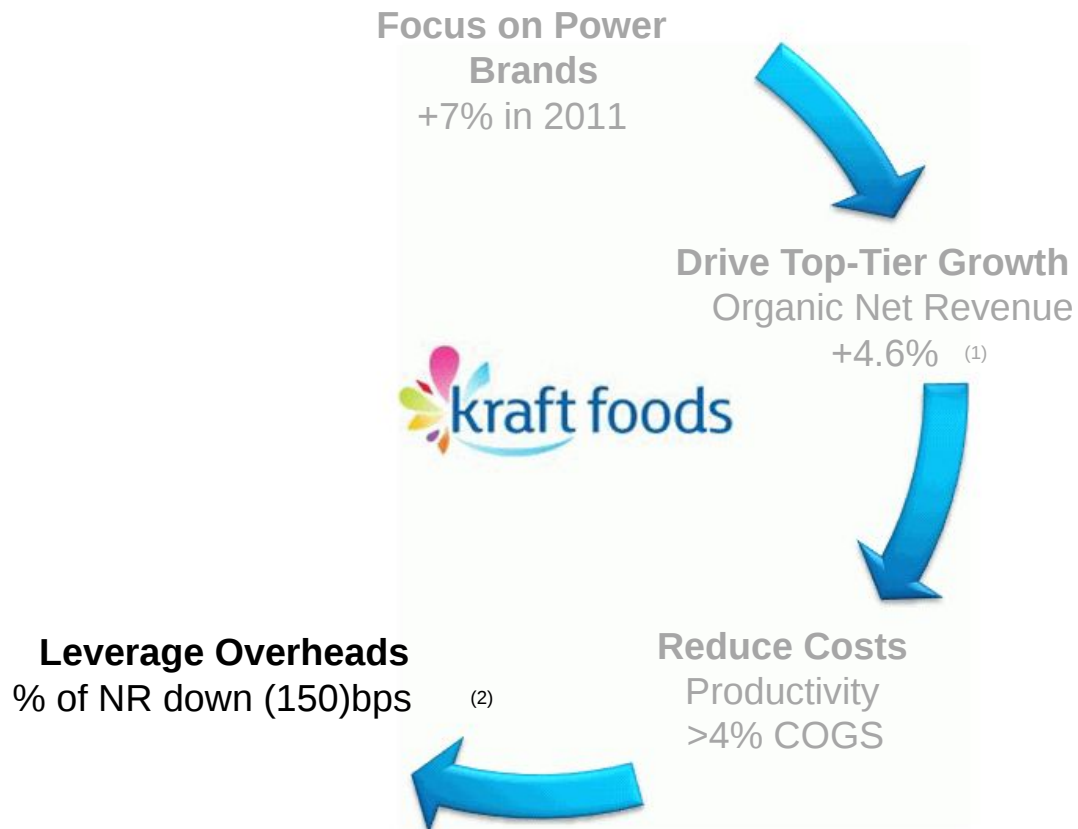 Focus on Power
Brands
+7% in 2011
Drive Top-Tier Growth
Organic Net Revenue
+4.6% (1)
kraft foods
Leverage Overheads
% of NR down (150)bps (2)
Reduce Costs
Productivity
>4% COGS